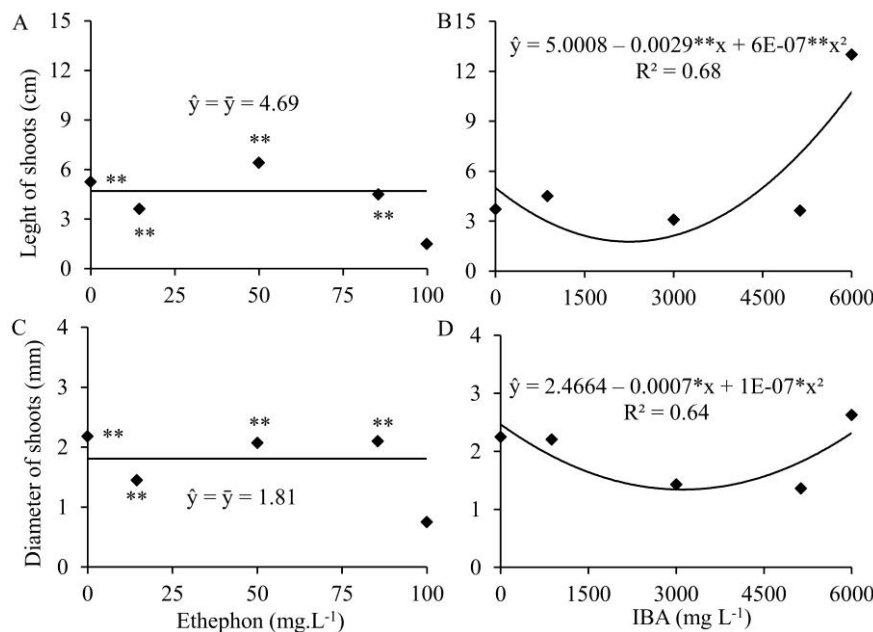 A
15
12
9
6
3
0
Leght of shoots (cm)
ŷ = ȳ = 4.69
**
**
**
**
0 25 50 75 100
B
15
12
9
6
3
0
ŷ = 5.0008 – 0.0029**x + 6E-07**x²
R² = 0.68
0 1500 3000 4500 6000
C
4
3
2
1
0
Diameter of shoots (mm)
**
**
**
**
ŷ = ȳ = 1.81
0 25 50 75 100
Ethephon (mg.L⁻¹)
D
4
3
2
1
0
ŷ = 2.4664 – 0.0007*x + 1E-07*x²
R² = 0.64
0 1500 3000 4500 6000
IBA (mg L⁻¹)